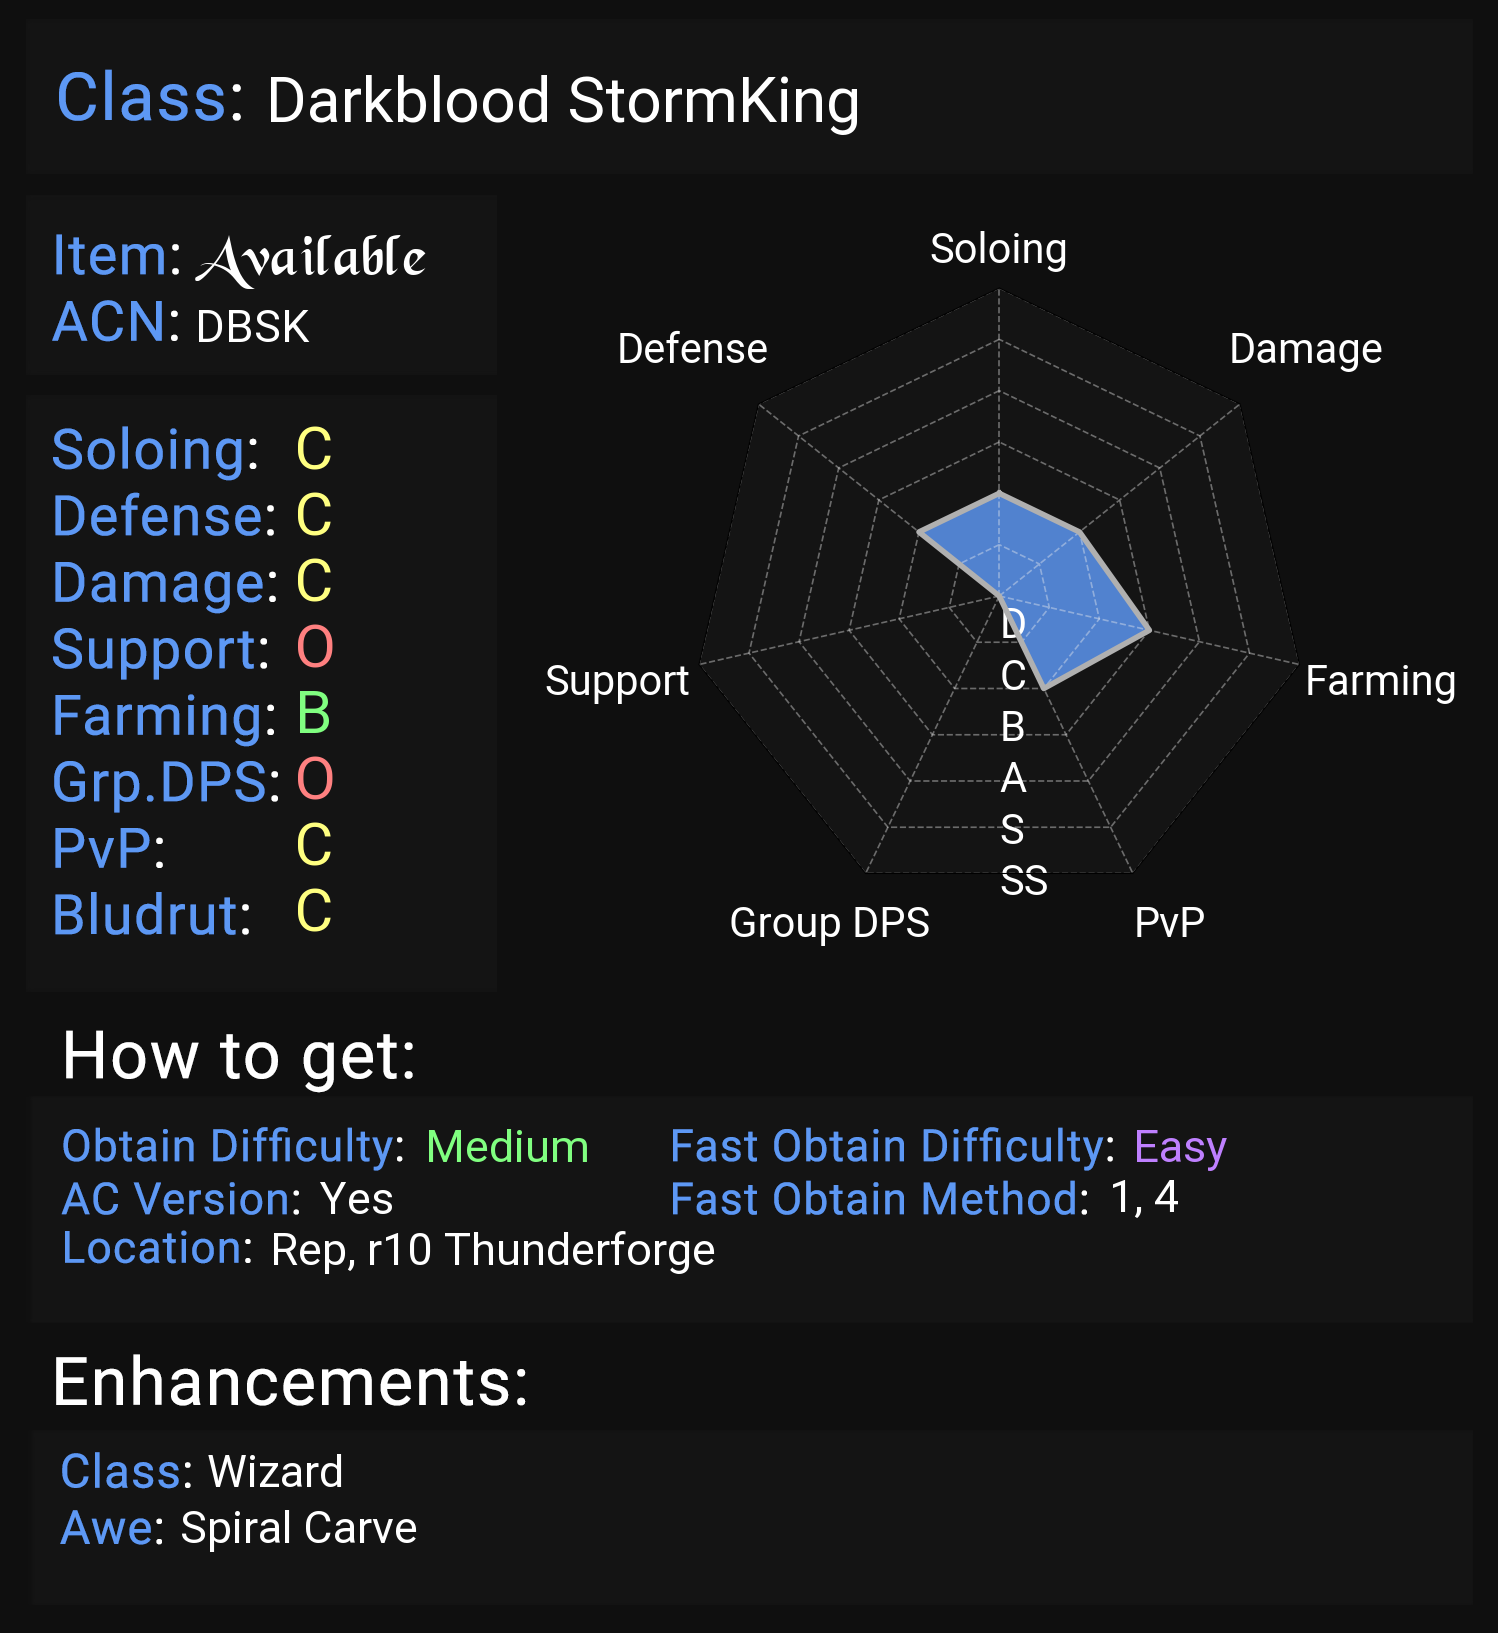 Class: Darkblood StormKing
Item: Available
ACN: DBSK
Soloing: C
Defense: C
Damage: C
Support: O
Farming: B
Grp.DPS: O
PvP: C
Bludrut: C
Soloing
Defense
Damage
Support
Farming
Group DPS
PvP
D
C
B
A
S
SS
How to get:
Obtain Difficulty: Medium
Fast Obtain Difficulty: Easy
AC Version: Yes
Fast Obtain Method: 1, 4
Location: Rep, r10 Thunderforge
Enhancements:
Class: Wizard
Awe: Spiral Carve